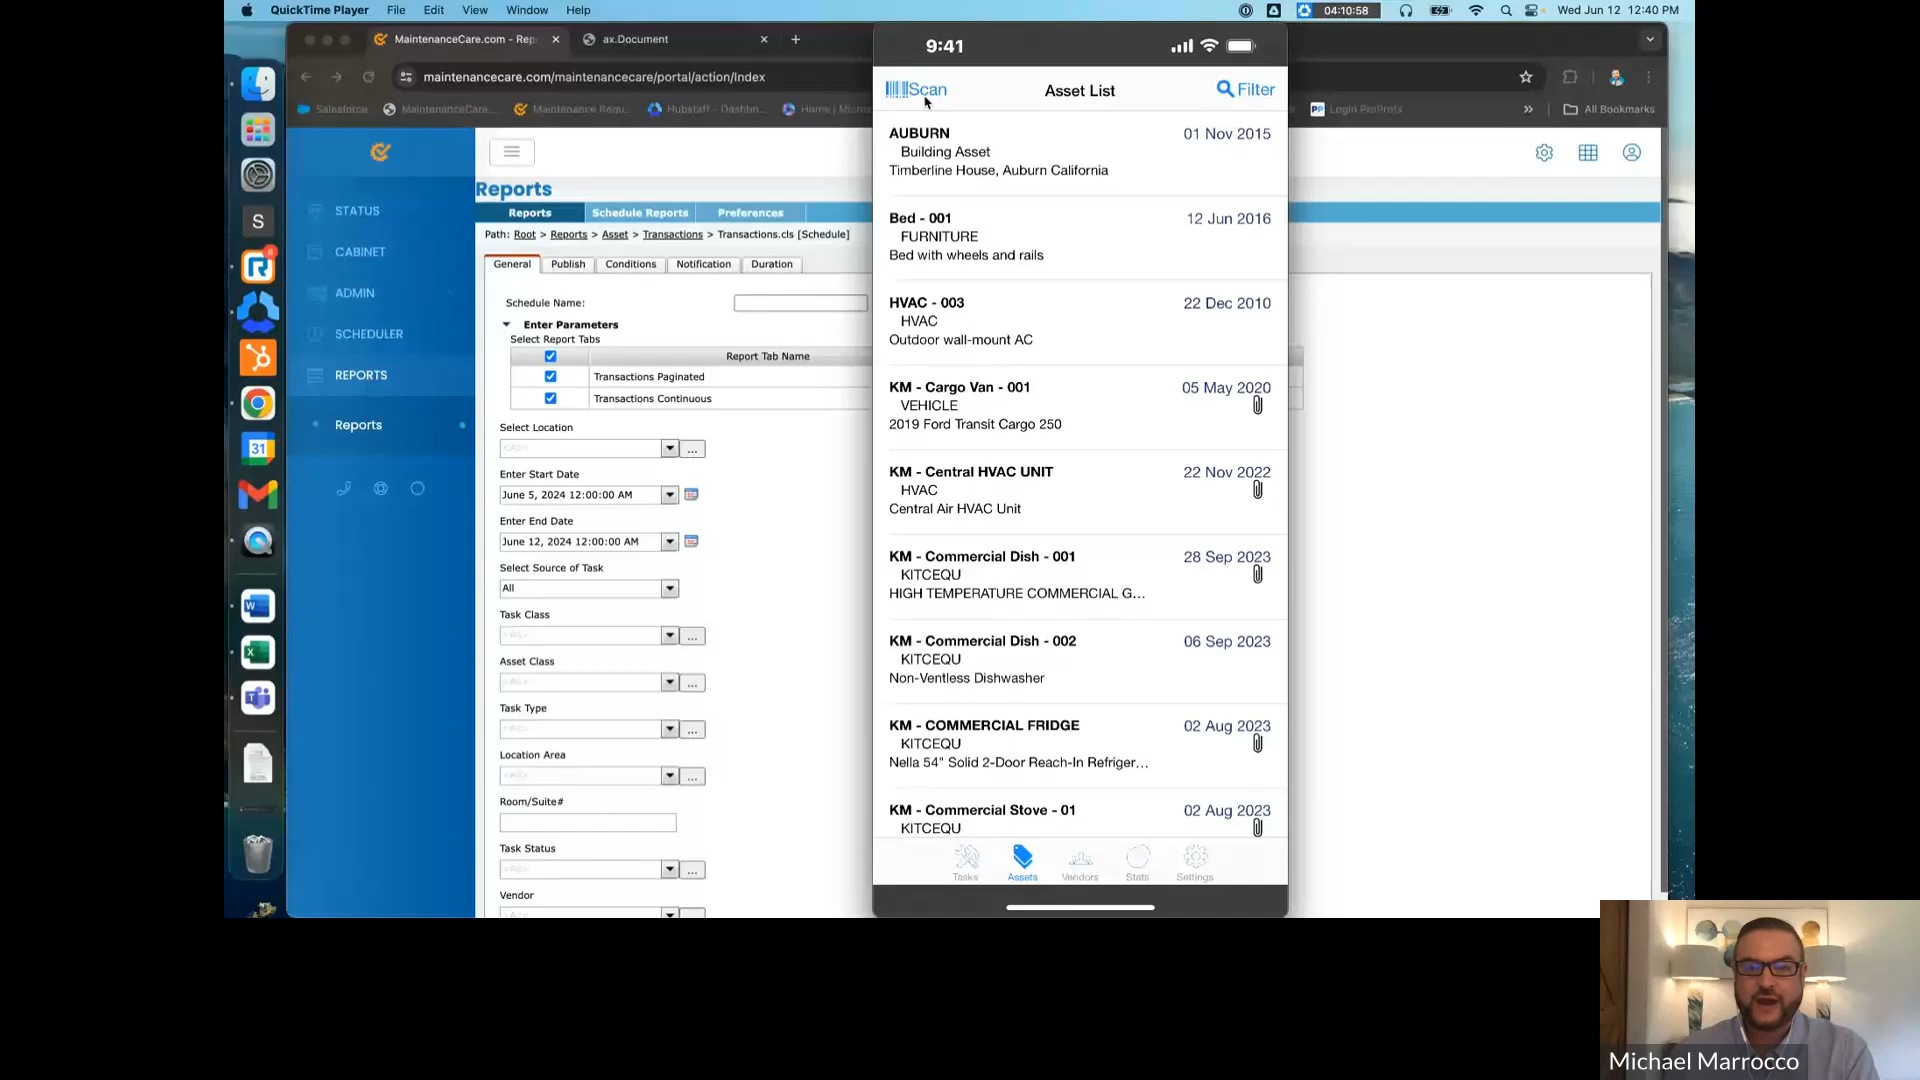 QuickTime Player File Edit View Window Help
04:10:58
Wed Jun 12 12:40 PM
MaintenanceCare.com - Rep
ax.Document
maintenancecare.com/maintenancecare/portal/action/Index
Salesforce
MaintenanceCare...
Maintenance Requ...
Hubstaff - Dashbo...
Login ProProfs
All Bookmarks
STATUS
CABINET
ADMIN
SCHEDULER
REPORTS
Reports
Reports
Reports Schedule Reports Preferences
Path: Root > Reports > Asset > Transactions > Transactions.cls [Schedule]
General Publish Conditions Notification Duration
Schedule Name:
Enter Parameters
Select Report Tabs
Report Tab Name
Transactions Paginated
Transactions Continuous
Select Location
Enter Start Date
June 5, 2024 12:00:00 AM
Enter End Date
June 12, 2024 12:00:00 AM
Select Source of Task
All
Task Class
Asset Class
Task Type
Location Area
Room/Suite#
Task Status
Vendor
9:41
Scan
Asset List
Filter
AUBURN 01 Nov 2015
Building Asset
Timberline House, Auburn California
Bed - 001 12 Jun 2016
FURNITURE
Bed with wheels and rails
HVAC - 003 22 Dec 2010
HVAC
Outdoor wall-mount AC
KM - Cargo Van - 001 05 May 2020
VEHICLE
2019 Ford Transit Cargo 250
KM - Central HVAC UNIT 22 Nov 2022
HVAC
Central Air HVAC Unit
KM - Commercial Dish - 001 28 Sep 2023
KITCEQU
HIGH TEMPERATURE COMMERCIAL G...
KM - Commercial Dish - 002 06 Sep 2023
KITCEQU
Non-Ventless Dishwasher
KM - COMMERCIAL FRIDGE 02 Aug 2023
KITCEQU
Nella 54" Solid 2-Door Reach-In Refriger...
KM - Commercial Stove - 01 02 Aug 2023
KITCEQU
Tasks Assets Vendors Stats Settings
Michael Marrocco